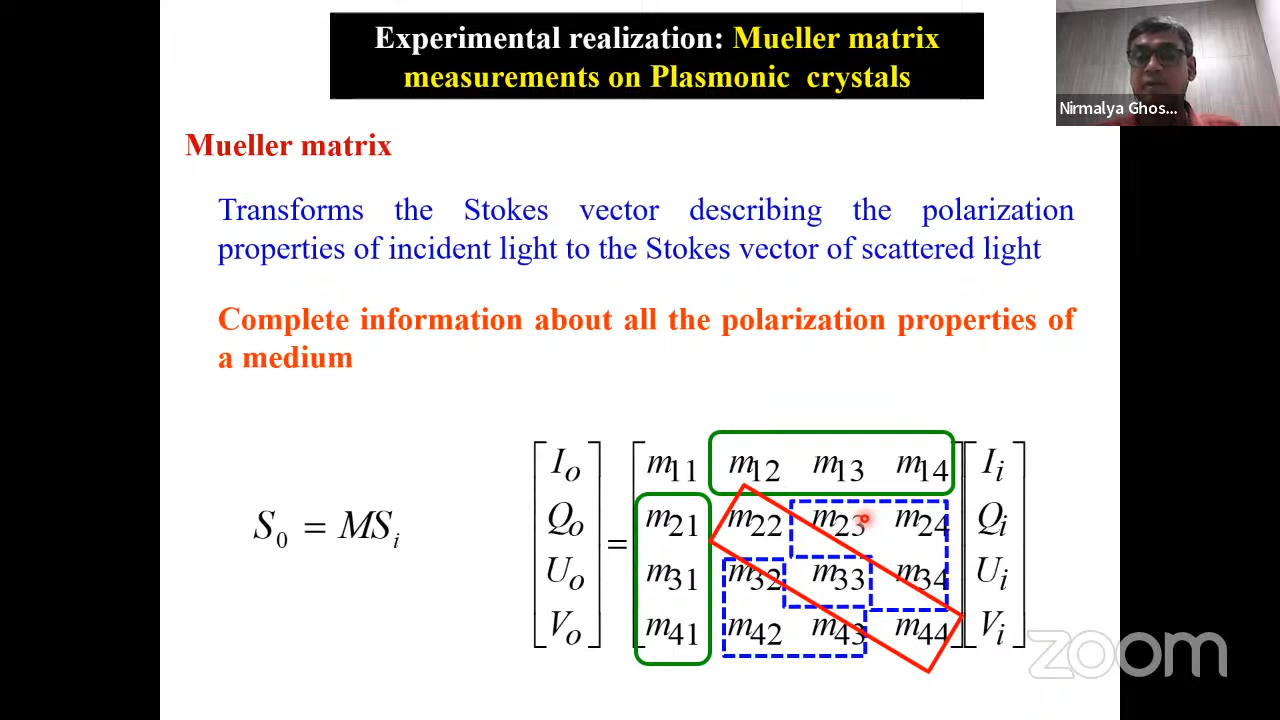 Experimental realization: Mueller matrix
measurements on Plasmonic crystals
Nirmalya Ghos...
Mueller matrix
Transforms the Stokes vector describing the polarization
properties of incident light to the Stokes vector of scattered light
Complete information about all the polarization properties of
a medium
S₀ = MSᵢ
[Iₒ Qₒ Uₒ Vₒ] = [m₁₁ m₁₂ m₁₃ m₁₄
m₂₁ m₂₂ m₂₃ m₂₄
m₃₁ m₃₂ m₃₃ m₃₄
m₄₁ m₄₂ m₄₃ m₄₄] [Iᵢ Qᵢ Uᵢ Vᵢ]
zoom